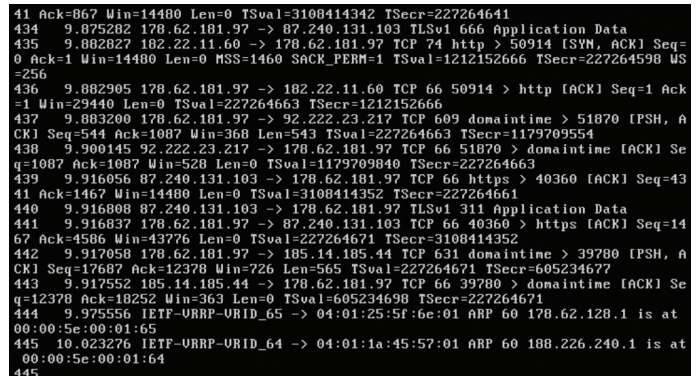 41 Ack=867 Win=14480 Len=0 TSval=3108414342 TSecr=227264641
434    9.875282 178.62.181.97 -> 87.240.131.103 TLSv1 666 Application Data
435    9.882827 182.22.11.60 -> 178.62.181.97 TCP 74 http > 50914 [SYN, ACK] Seq=
0 Ack=1 Win=14480 Len=0 MSS=1460 SACK_PERM=1 TSval=1212152666 TSecr=227264598 WS
=256
436    9.882905 178.62.181.97 -> 182.22.11.60 TCP 66 50914 > http [ACK] Seq=1 Ack
=1 Win=29440 Len=0 TSval=227264663 TSecr=1212152666
437    9.883200 178.62.181.97 -> 92.222.23.217 TCP 609 domaintime > 51870 [PSH, A
CK] Seq=544 Ack=1087 Win=368 Len=543 TSval=227264663 TSecr=1179709554
438    9.900145 92.222.23.217 -> 178.62.181.97 TCP 66 51870 > domaintime [ACK] Se
q=1087 Ack=1087 Win=528 Len=0 TSval=1179709840 TSecr=227264663
439    9.916056 87.240.131.103 -> 178.62.181.97 TCP 66 https > 40360 [ACK] Seq=43
41 Ack=1467 Win=14480 Len=0 TSval=3108414352 TSecr=227264661
440    9.916808 87.240.131.103 -> 178.62.181.97 TLSv1 311 Application Data
441    9.916837 178.62.181.97 -> 87.240.131.103 TCP 66 40360 > https [ACK] Seq=14
67 Ack=4586 Win=43776 Len=0 TSval=227264671 TSecr=3108414352
442    9.917058 178.62.181.97 -> 185.14.185.44 TCP 631 domaintime > 39780 [PSH, A
CK] Seq=17687 Ack=12378 Win=726 Len=565 TSval=227264671 TSecr=605234677
443    9.917552 185.14.185.44 -> 178.62.181.97 TCP 66 39780 > domaintime [ACK] Se
q=12378 Ack=18252 Win=363 Len=0 TSval=605234698 TSecr=227264671
444    9.975556 IETF-VRRP-VRID_65 -> 04:01:25:5f:6e:01 ARP 60 178.62.128.1 is at
00:00:5e:00:01:65
445   10.023276 IETF-VRRP-VRID_64 -> 04:01:1a:45:57:01 ARP 60 188.226.240.1 is at
 00:00:5e:00:01:64
445